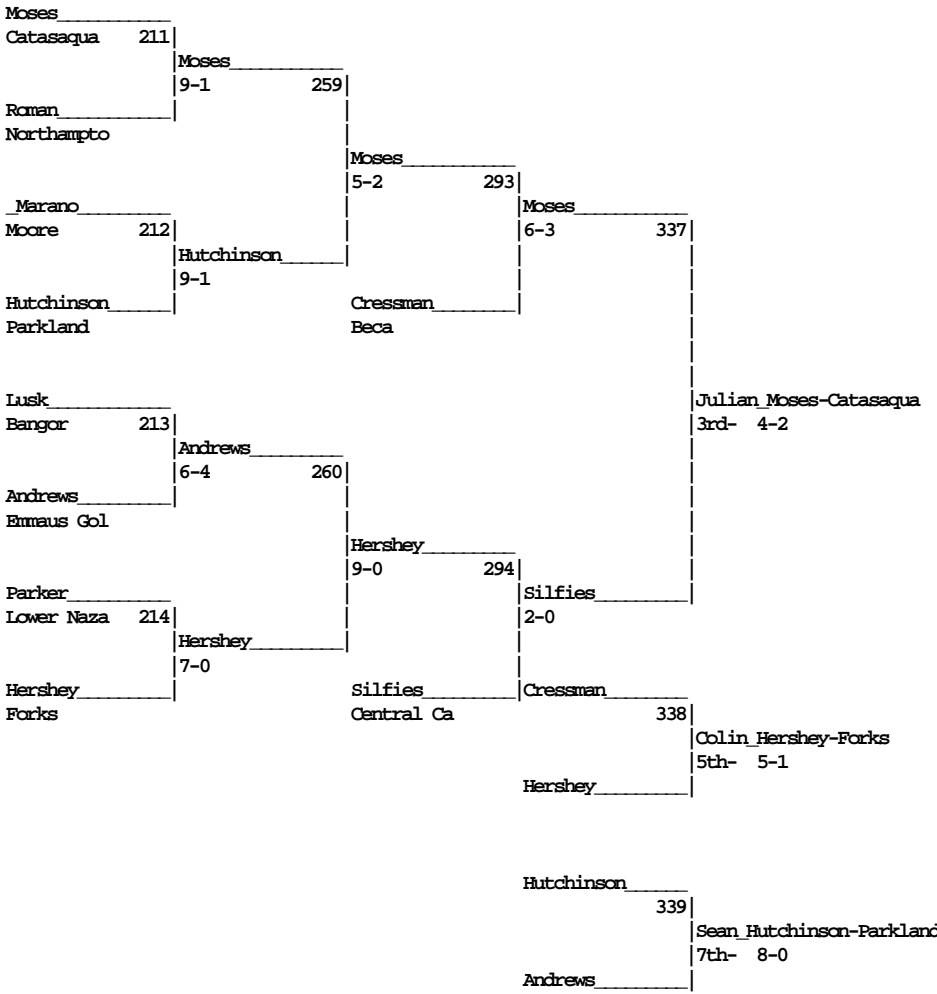 Moses
Catasaqua 211
Moses
9-1 259
Roman
Northampto
Moses
5-2 293
_Marano Moses
Moore 212 6-3 337
Hutchinson
9-1
Hutchinson Cressman
Parkland Beca
Lusk Julian_Moses-Catasaqua
Bangor 213 3rd- 4-2
Andrews
6-4 260
Andrews
Emmaus Gol
Hershey
9-0 294
Parker Silfies
Lower Naza 214 2-0
Hershey
7-0
Hershey Silfies Cressman
Forks Central Ca 338
Colin_Hershey-Forks
5th- 5-1
Hershey
Hutchinson
339
Sean_Hutchinson-Parkland
7th- 8-0
Andrews